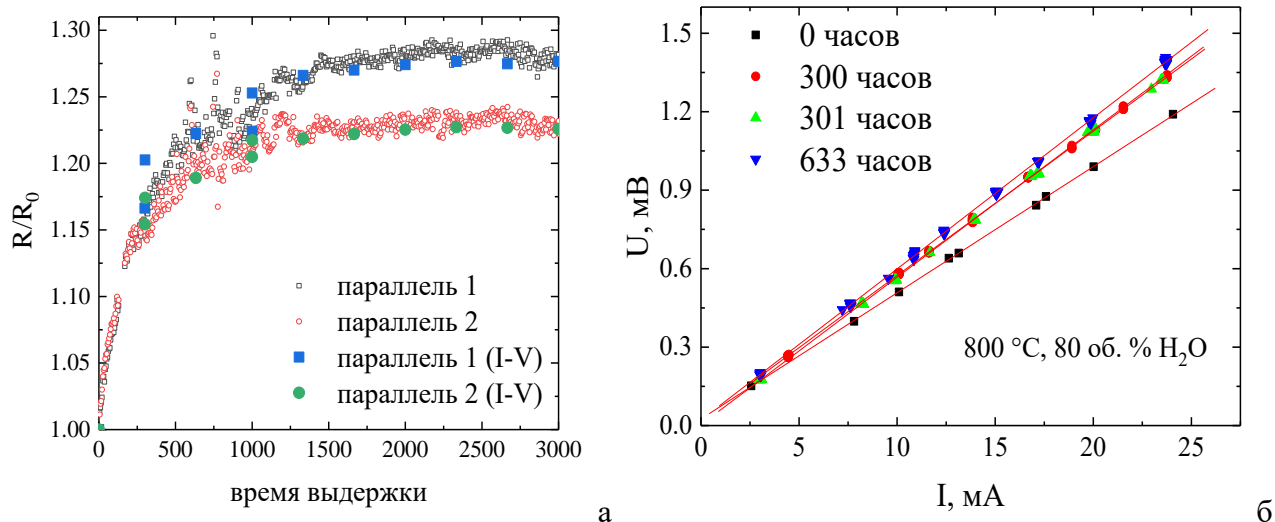 1.30
1.25
1.20
1.15
1.10
1.05
1.00
R/R0
0 500 1000 1500 2000 2500 3000
время выдержки
параллель 1
параллель 2
параллель 1 (I-V)
параллель 2 (I-V)
а
1.5
1.2
0.9
0.6
0.3
0.0
U, мВ
0 5 10 15 20 25
I, мА
0 часов
300 часов
301 часов
633 часов
800 °C, 80 об. % H2O
б